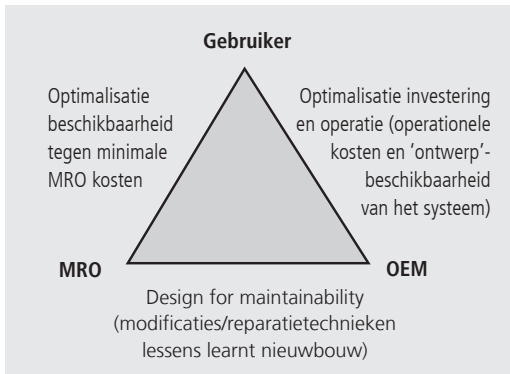 Gebruiker
Optimalisatie
beschikbaarheid
tegen minimale
MRO kosten
Optimalisatie investering
en operatie (operationele
kosten en ‘ontwerp’-
beschikbaarheid
van het systeem)
MRO
OEM
Design for maintainability
(modificaties/reparatietechnieken
lessens learnt nieuwbouw)